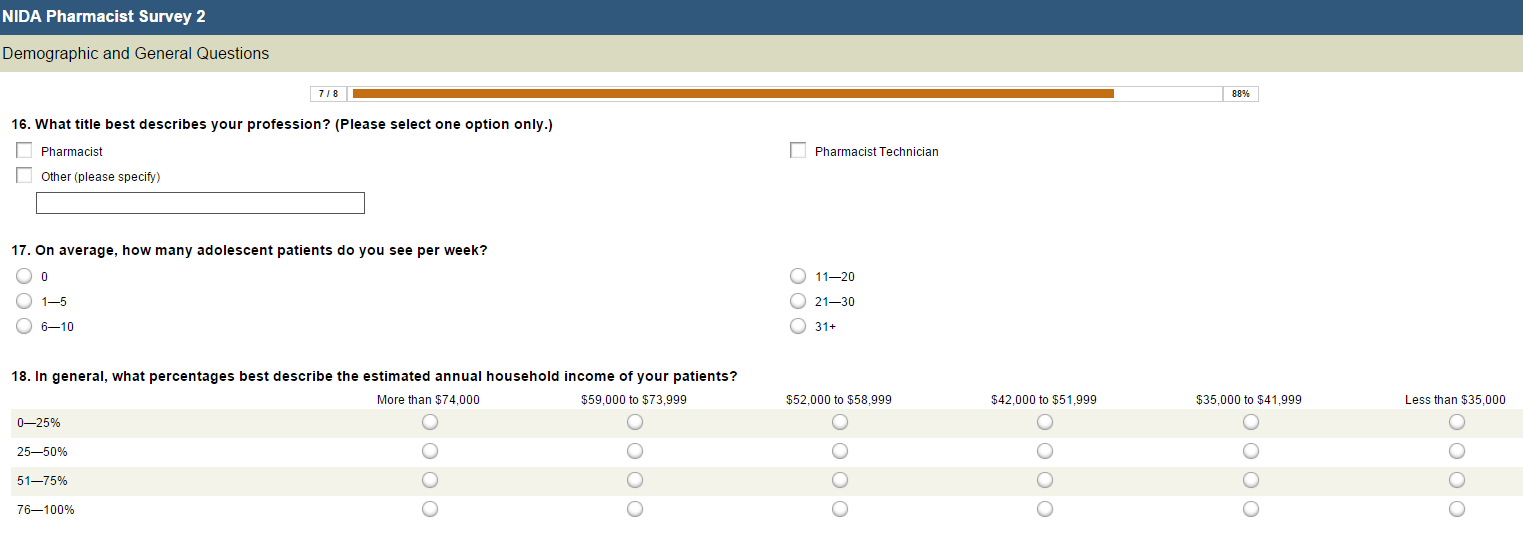 NIDA Pharmacist Survey 2
Demographic and General Questions
7 / 8 88%
16. What title best describes your profession? (Please select one option only.)
Pharmacist Pharmacist Technician
Other (please specify)
17. On average, how many adolescent patients do you see per week?
0 11—20
1—5 21—30
6—10 31+
18. In general, what percentages best describe the estimated annual household income of your patients?
More than $74,000 $59,000 to $73,999 $52,000 to $58,999 $42,000 to $51,999 $35,000 to $41,999 Less than $35,000
0—25%
25—50%
51—75%
76—100%